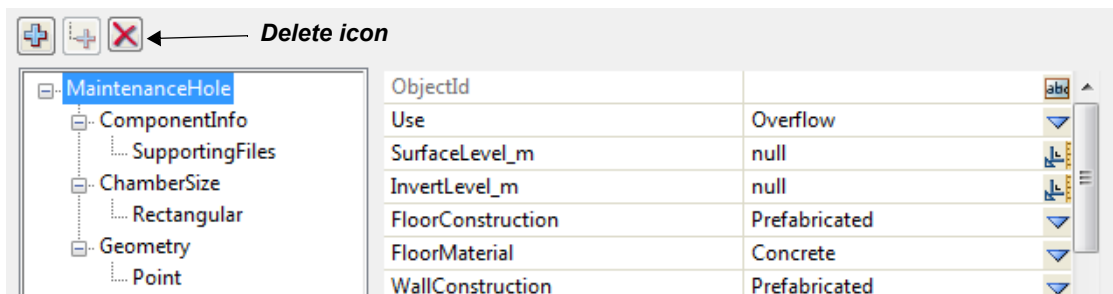 Delete icon
MaintenanceHole
ComponentInfo
SupportingFiles
ChamberSize
Rectangular
Geometry
Point
ObjectId abc
Use Overflow
SurfaceLevel_m null
InvertLevel_m null
FloorConstruction Prefabricated
FloorMaterial Concrete
WallConstruction Prefabricated